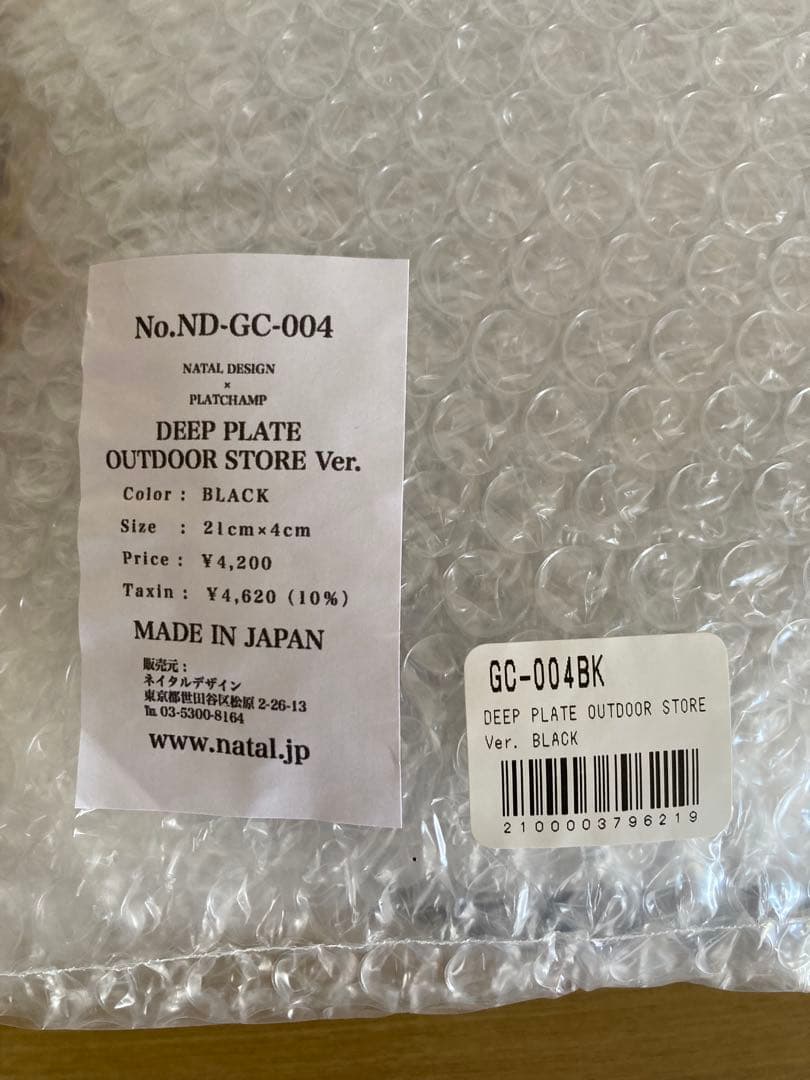 No.ND-GC-004
NATAL DESIGN
×
PLATCHAMP
DEEP PLATE
OUTDOOR STORE Ver.
Color : BLACK
Size : 21cm×4cm
Price : ¥4,200
Taxin : ¥4,620 (10%)
MADE IN JAPAN
販売元：
ネイタルデザイン
東京都世田谷区松原 2-26-13
℡ 03-5300-8164
www.natal.jp
GC-004BK
DEEP PLATE OUTDOOR STORE
Ver. BLACK
2100003796219